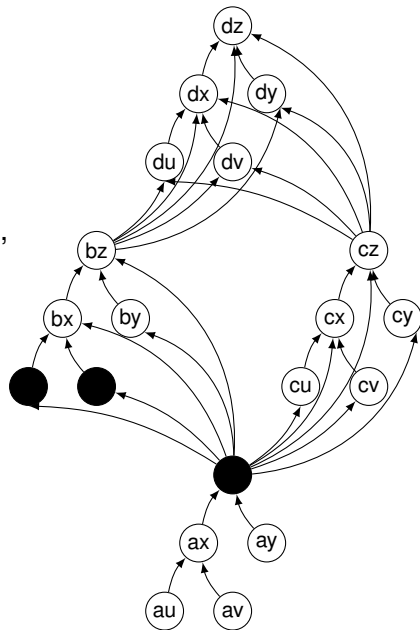 dz
dx dy
du dv
,
bz cz
bx by cx cy
cu cv
ax ay
au av